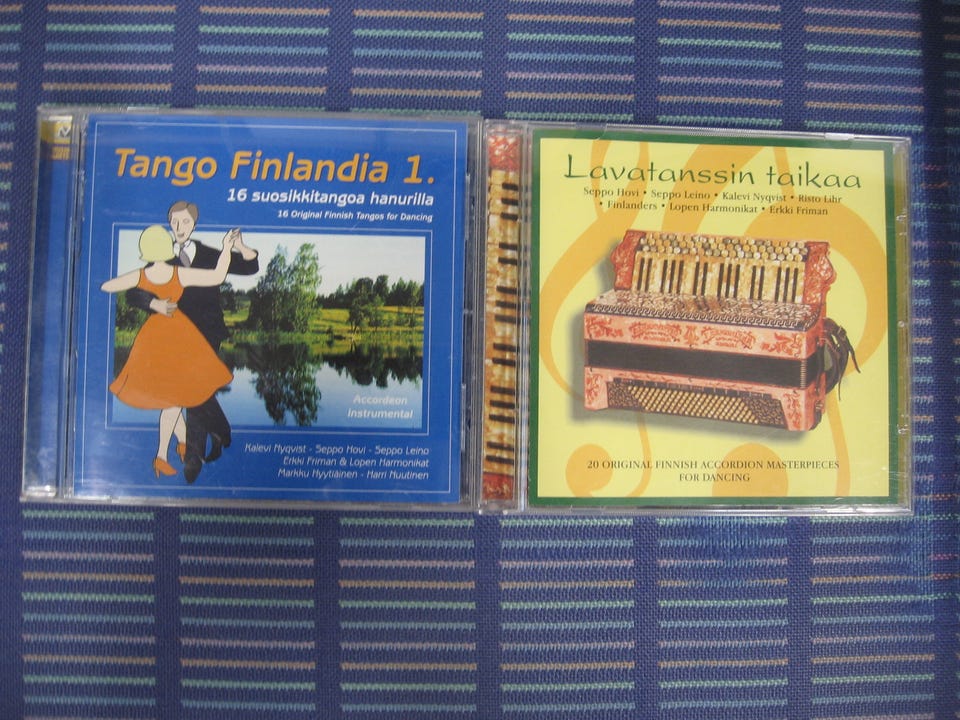 Tango Finlandia 1.
16 suosikkitangoa hanurilla
16 Original Finnish Tangos for Dancing
Accordeon
instrumental
Kalevi Nyqvist - Seppo Hovi - Seppo Leino
Erkki Friman & Lopen Harmonikat
Markku Hyytiäinen - Harri Nuutinen
Lavatanssin taikaa
Seppo Hovi • Seppo Leino • Kalevi Nyqvist • Risto Lihr
• Finlanders • Lopen Harmonikat • Erkki Friman
20 ORIGINAL FINNISH ACCORDION MASTERPIECES
FOR DANCING